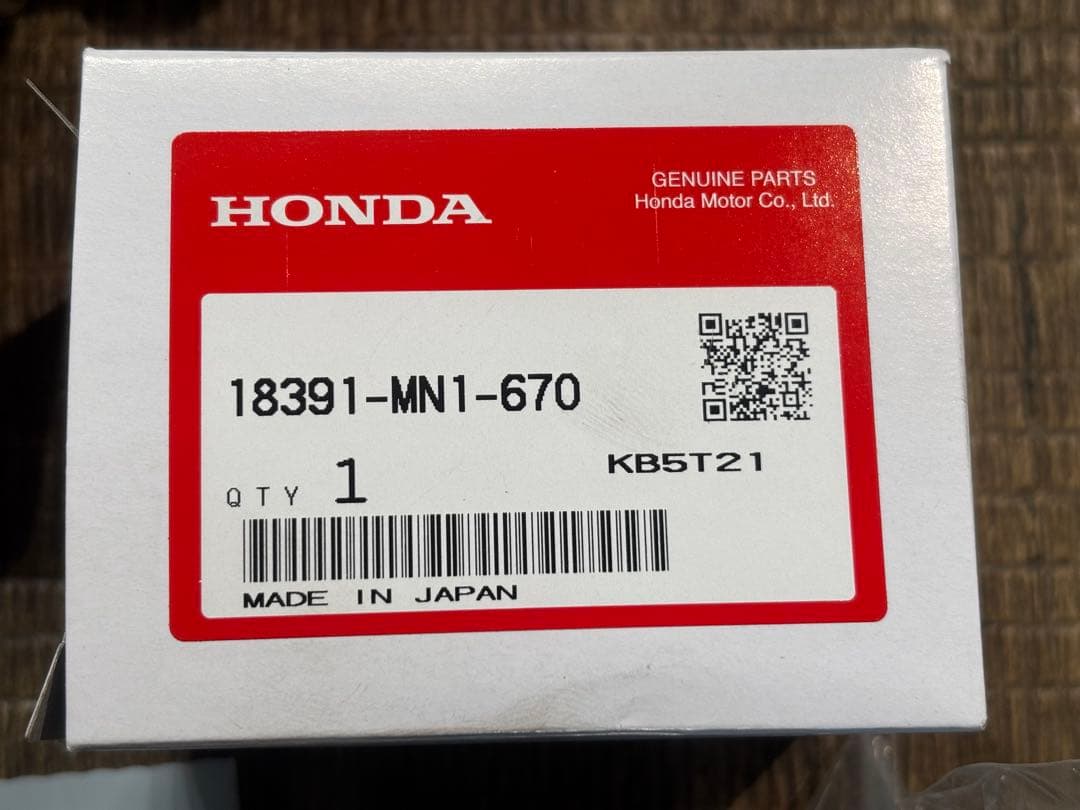 HONDA
GENUINE PARTS
Honda Motor Co., Ltd.
18391-MN1-670
KB5T21
QTY 1
MADE IN JAPAN